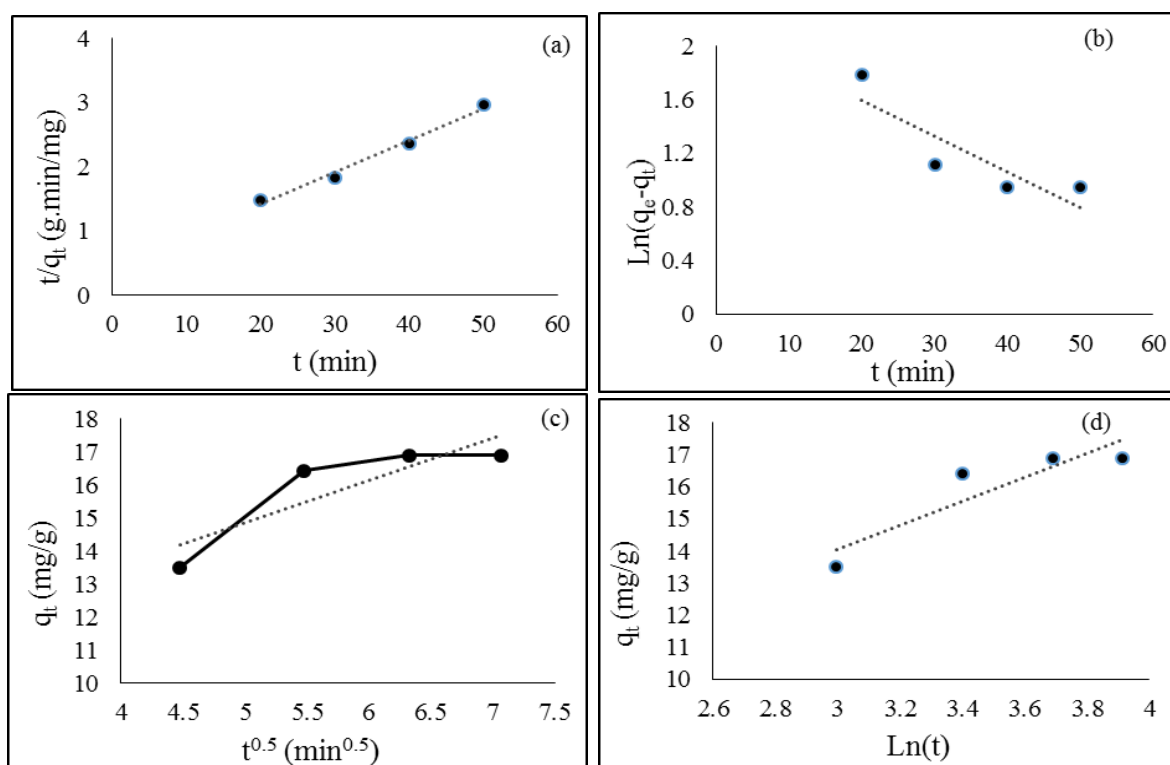 (a)
t/qt (g.min/mg)
4
3
2
1
0
0 10 20 30 40 50 60
t (min)
(b)
Ln(qe-qt)
2
1.6
1.2
0.8
0.4
0
0 10 20 30 40 50 60
t (min)
(c)
qt (mg/g)
18
17
16
15
14
13
12
11
10
4 4.5 5 5.5 6 6.5 7 7.5
t0.5 (min0.5)
(d)
qt (mg/g)
18
17
16
15
14
13
12
11
10
2.6 2.8 3 3.2 3.4 3.6 3.8 4
Ln(t)